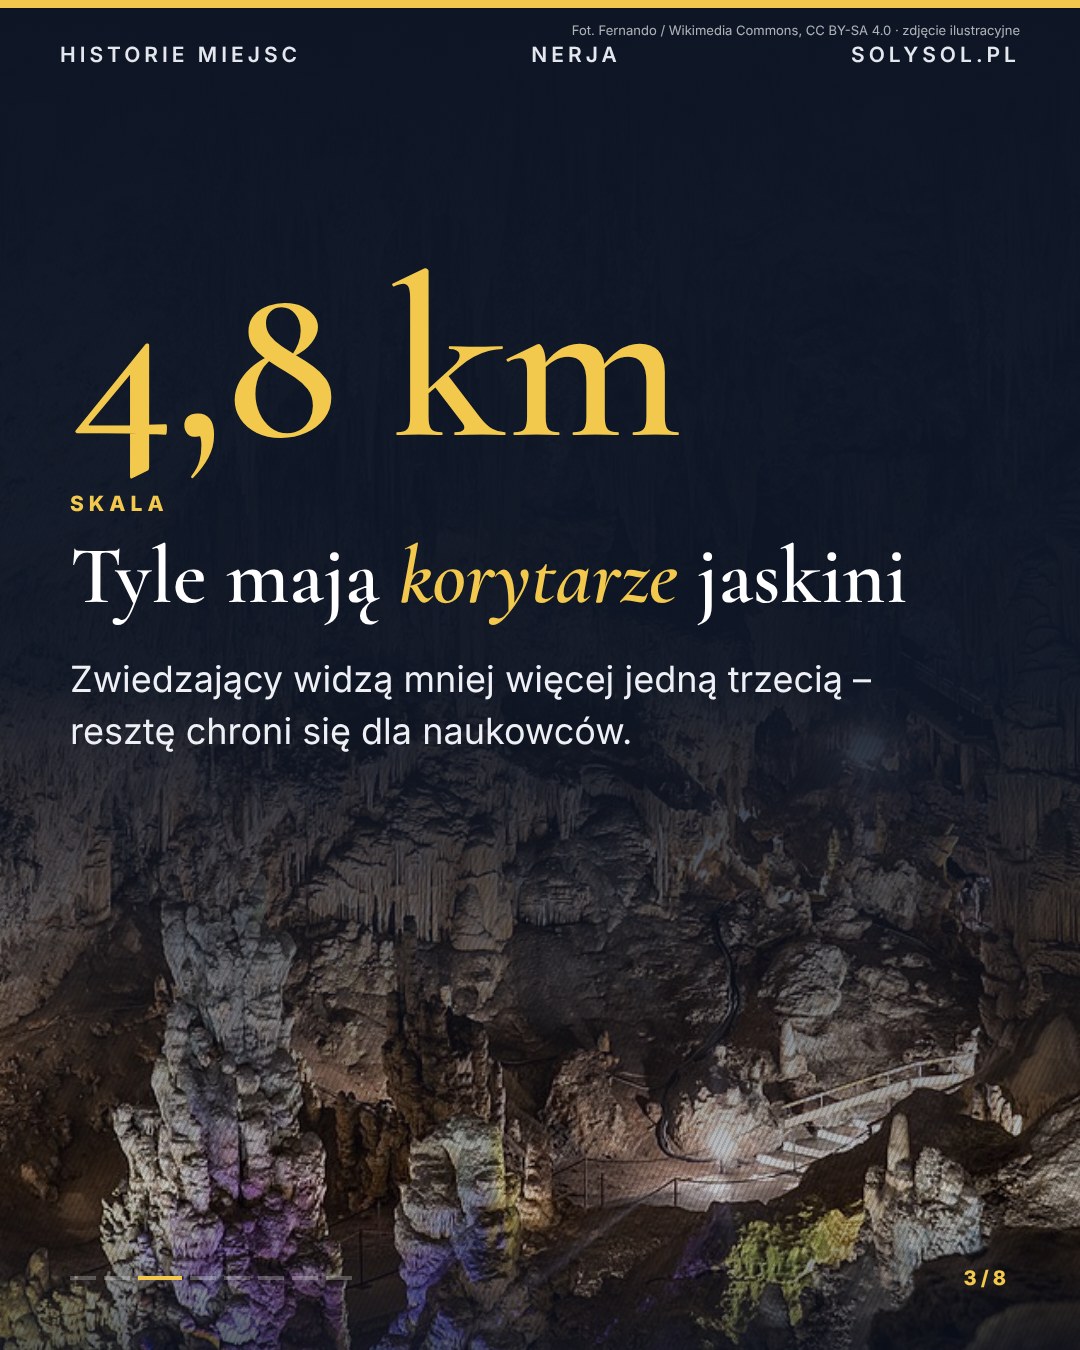 Fot. Fernando / Wikimedia Commons, CC BY-SA 4.0 · zdjęcie ilustracyjne
HISTORIE MIEJSC NERJA SOLYSOL.PL
4,8 km
SKALA
Tyle mają korytarze jaskini
Zwiedzający widzą mniej więcej jedną trzecią –
resztę chroni się dla naukowców.
3/8